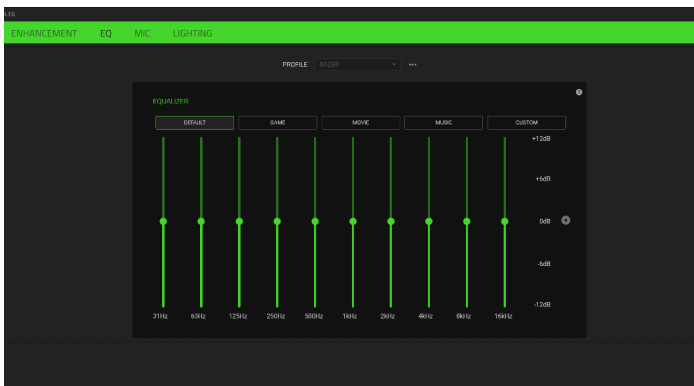 ENHANCEMENT EQ MIC LIGHTING
PROFILE RAZER
EQUALIZER
DEFAULT GAME MOVIE MUSIC CUSTOM
+12dB
+6dB
0dB
-6dB
-12dB
31Hz 63Hz 125Hz 250Hz 500Hz 1kHz 2kHz 4kHz 8kHz 16kHz